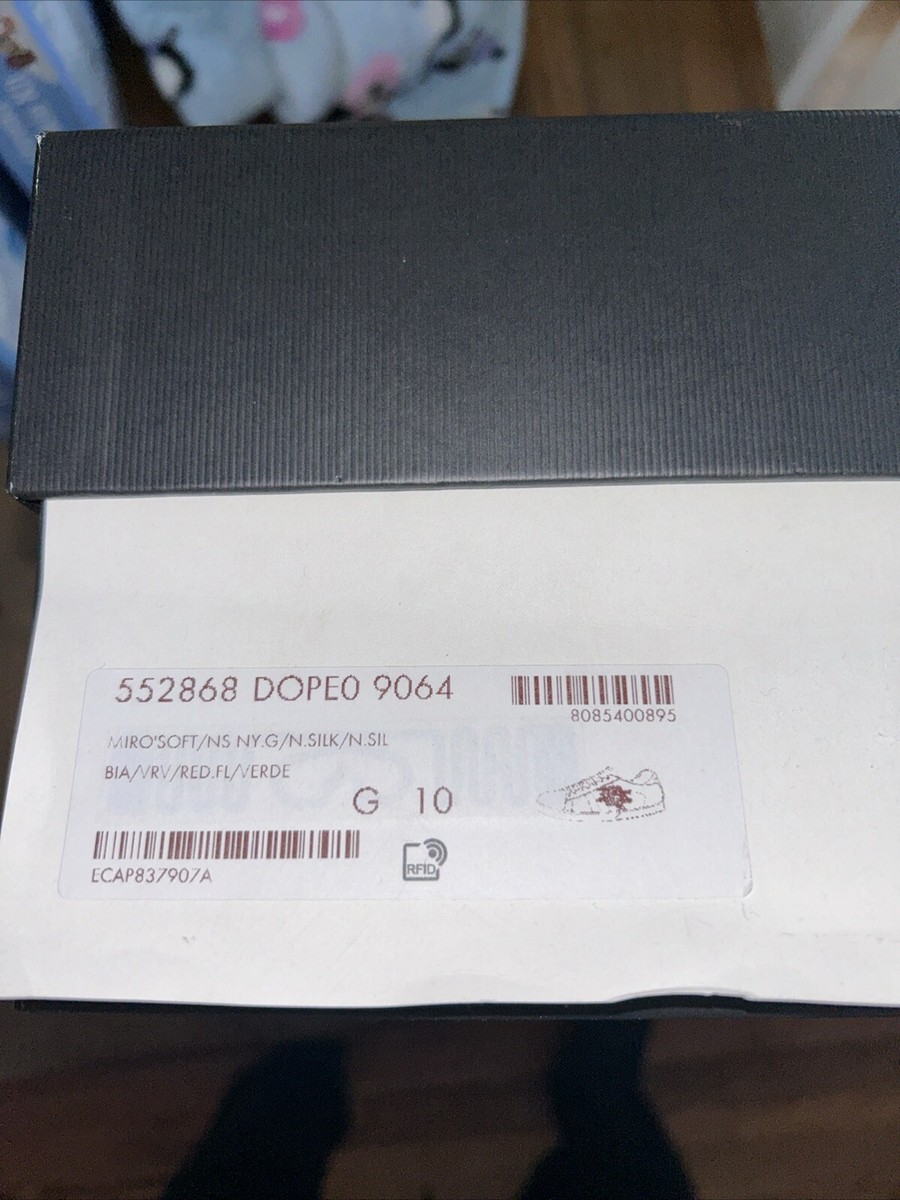 552868 DOPE0 9064
8085400895
MIRO'SOFT/NS NY.G/N.SILK/N.SIL
BIA/VRV/RED.FL/VERDE
G 10
ECAP837907A
RFID